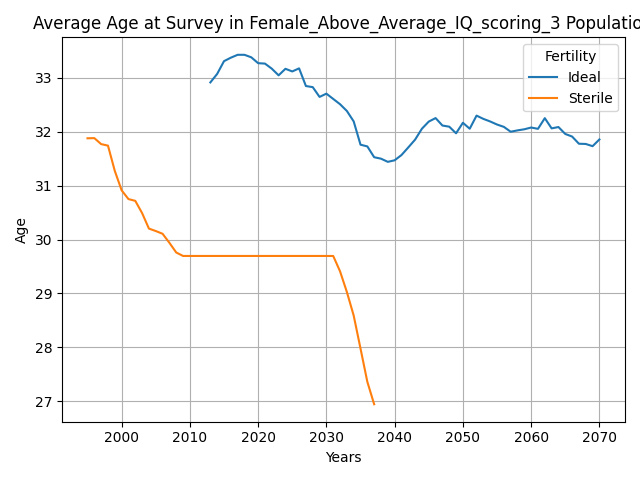 Average Age at Survey in Female_Above_Average_IQ_scoring_3 Populatio
Fertility
Ideal
Sterile
33
32
31
30
29
28
27
Age
2000 2010 2020 2030 2040 2050 2060 2070
Years